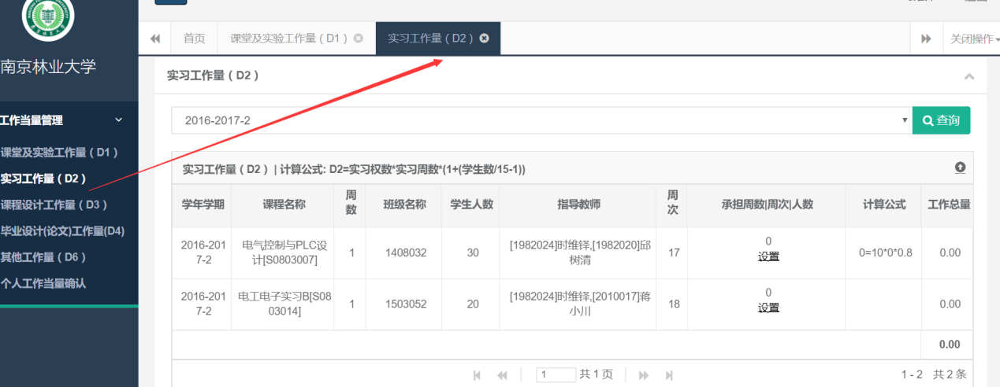 南京林业大学
首页
课堂及实验工作量(D1)
实习工作量(D2)
关闭操作
工作当量管理
课堂及实验工作量(D1)
实习工作量(D2)
课程设计工作量(D3)
毕业设计(论文)工作量(D4)
其他工作量(D6)
个人工作当量确认
实习工作量(D2)
2016-2017-2
查询
实习工作量(D2) | 计算公式: D2=实习权数*实习周数*(1+(学生数/15-1))
学年学期 课程名称 周数 班级名称 学生人数 指导教师 周次 承担周数|周次|人数 计算公式 工作总量
2016-2017-2 电气控制与PLC设计[S0803007] 1 1408032 30 [1982024]时维铎,[1982020]邱树清 17 0 设置 0=10*0*0.8 0.00
2016-2017-2 电工电子实习B[S0803014] 1 1503052 20 [1982024]时维铎,[2010017]蒋小川 18 0 设置 0.00
0.00
1 共1页
1-2 共2条